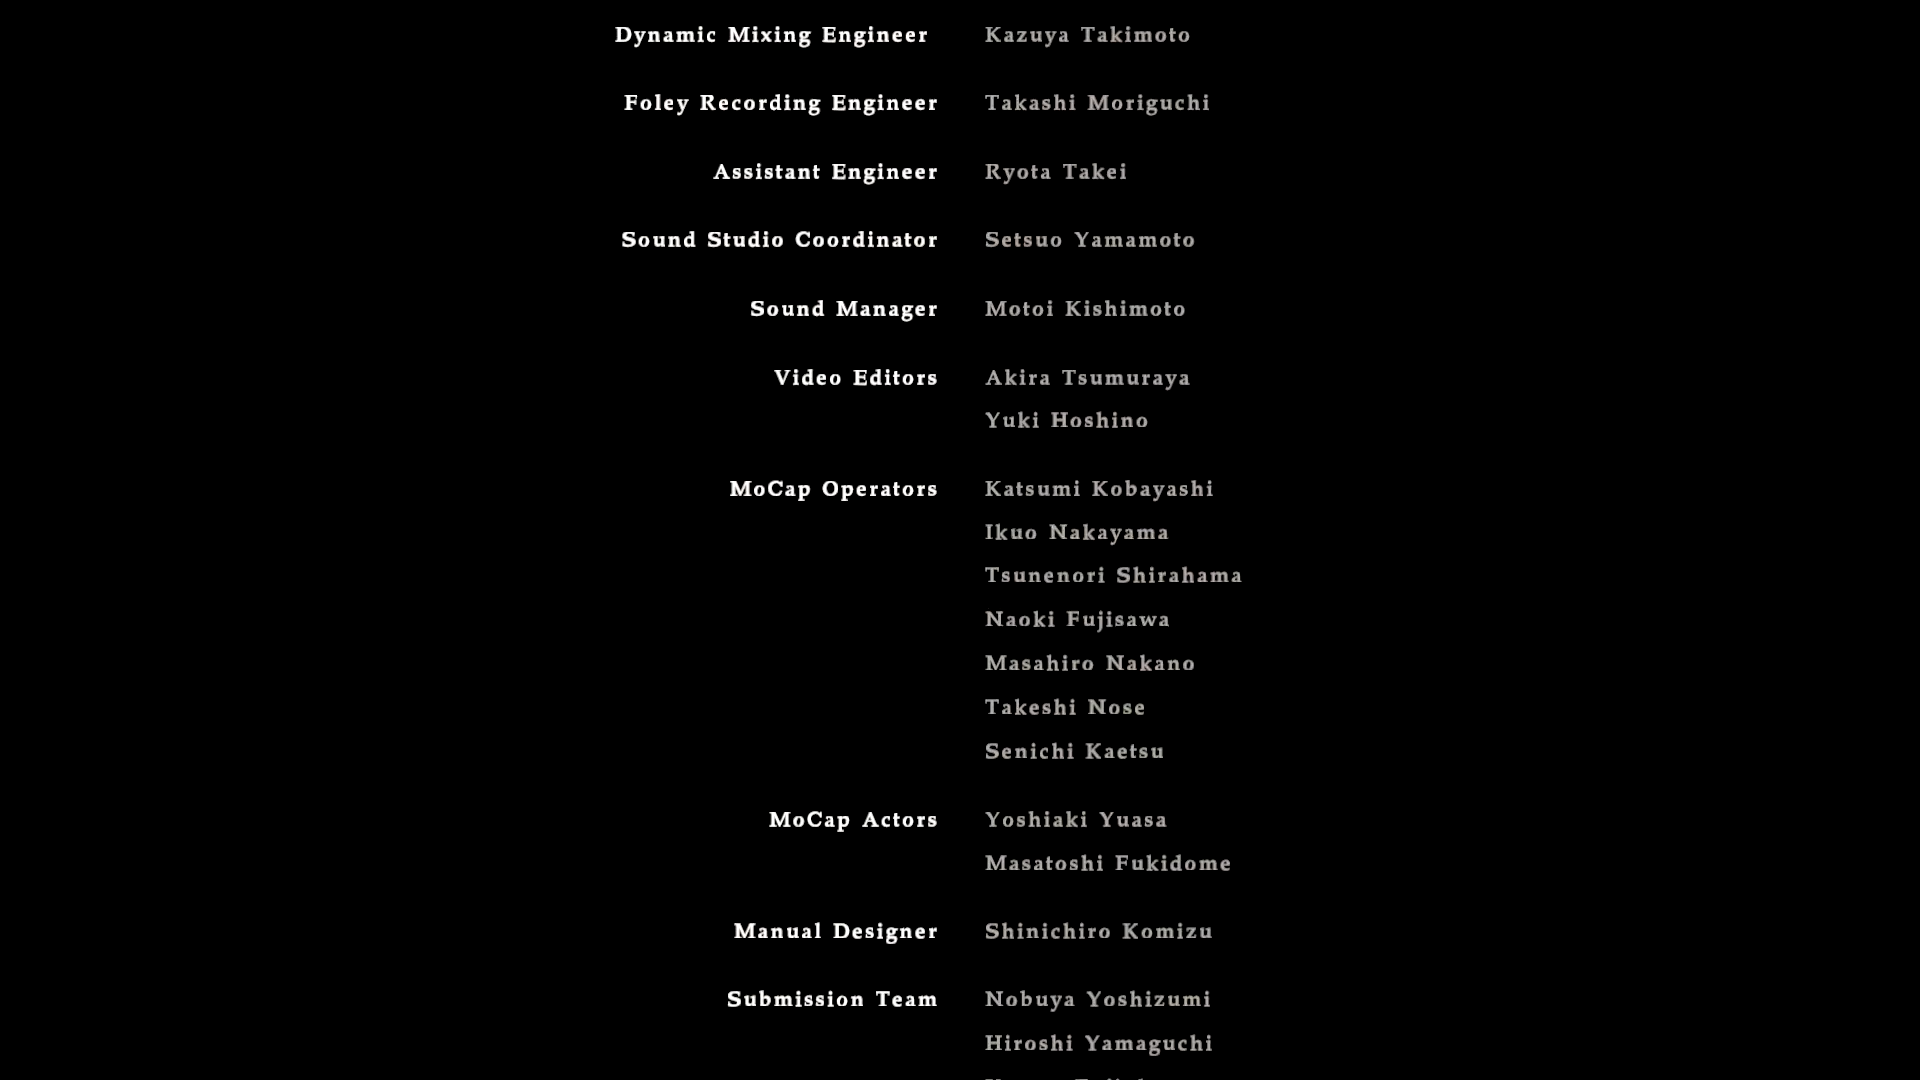 Dynamic Mixing Engineer Kazuya Takimoto
Foley Recording Engineer Takashi Moriguchi
Assistant Engineer Ryota Takei
Sound Studio Coordinator Setsuo Yamamoto
Sound Manager Motoi Kishimoto
Video Editors Akira Tsumuraya
Yuki Hoshino
MoCap Operators Katsumi Kobayashi
Ikuo Nakayama
Tsunenori Shirahama
Naoki Fujisawa
Masahiro Nakano
Takeshi Nose
Senichi Kaetsu
MoCap Actors Yoshiaki Yuasa
Masatoshi Fukidome
Manual Designer Shinichiro Komizu
Submission Team Nobuya Yoshizumi
Hiroshi Yamaguchi